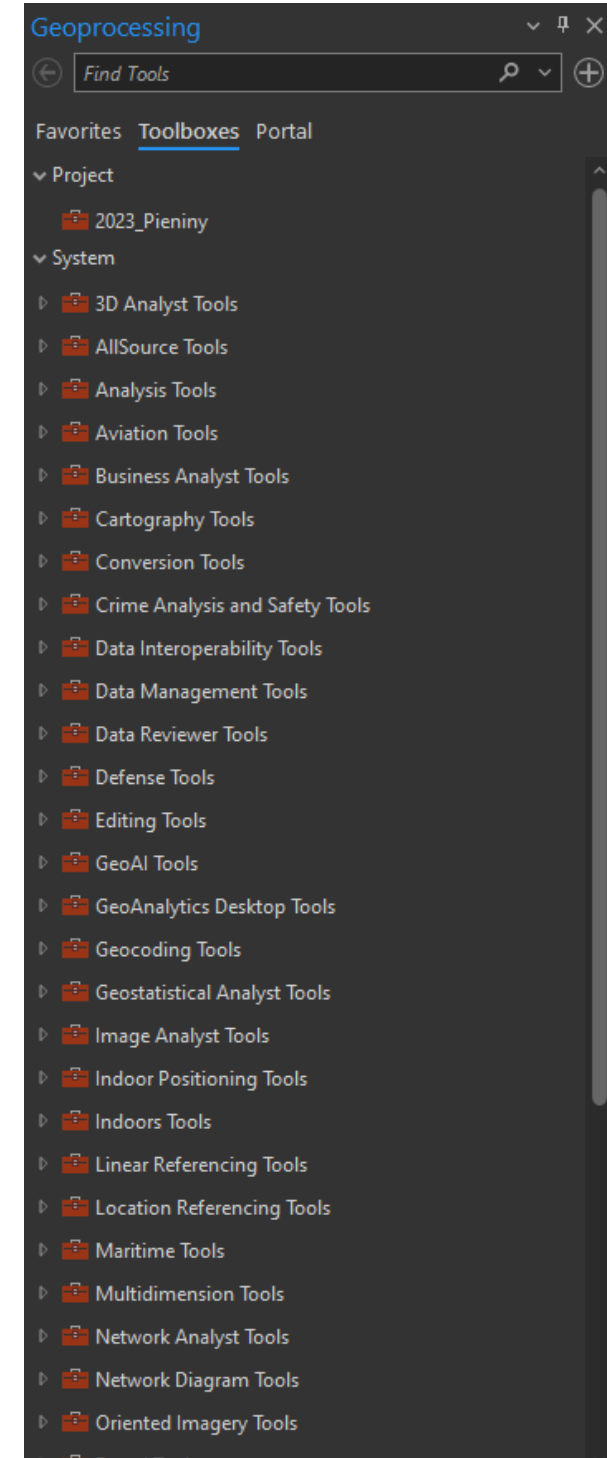 Geoprocessing
Find Tools
Favorites Toolboxes Portal
Project
2023_Pieniny
System
3D Analyst Tools
AllSource Tools
Analysis Tools
Aviation Tools
Business Analyst Tools
Cartography Tools
Conversion Tools
Crime Analysis and Safety Tools
Data Interoperability Tools
Data Management Tools
Data Reviewer Tools
Defense Tools
Editing Tools
GeoAI Tools
GeoAnalytics Desktop Tools
Geocoding Tools
Geostatistical Analyst Tools
Image Analyst Tools
Indoor Positioning Tools
Indoors Tools
Linear Referencing Tools
Location Referencing Tools
Maritime Tools
Multidimension Tools
Network Analyst Tools
Network Diagram Tools
Oriented Imagery Tools